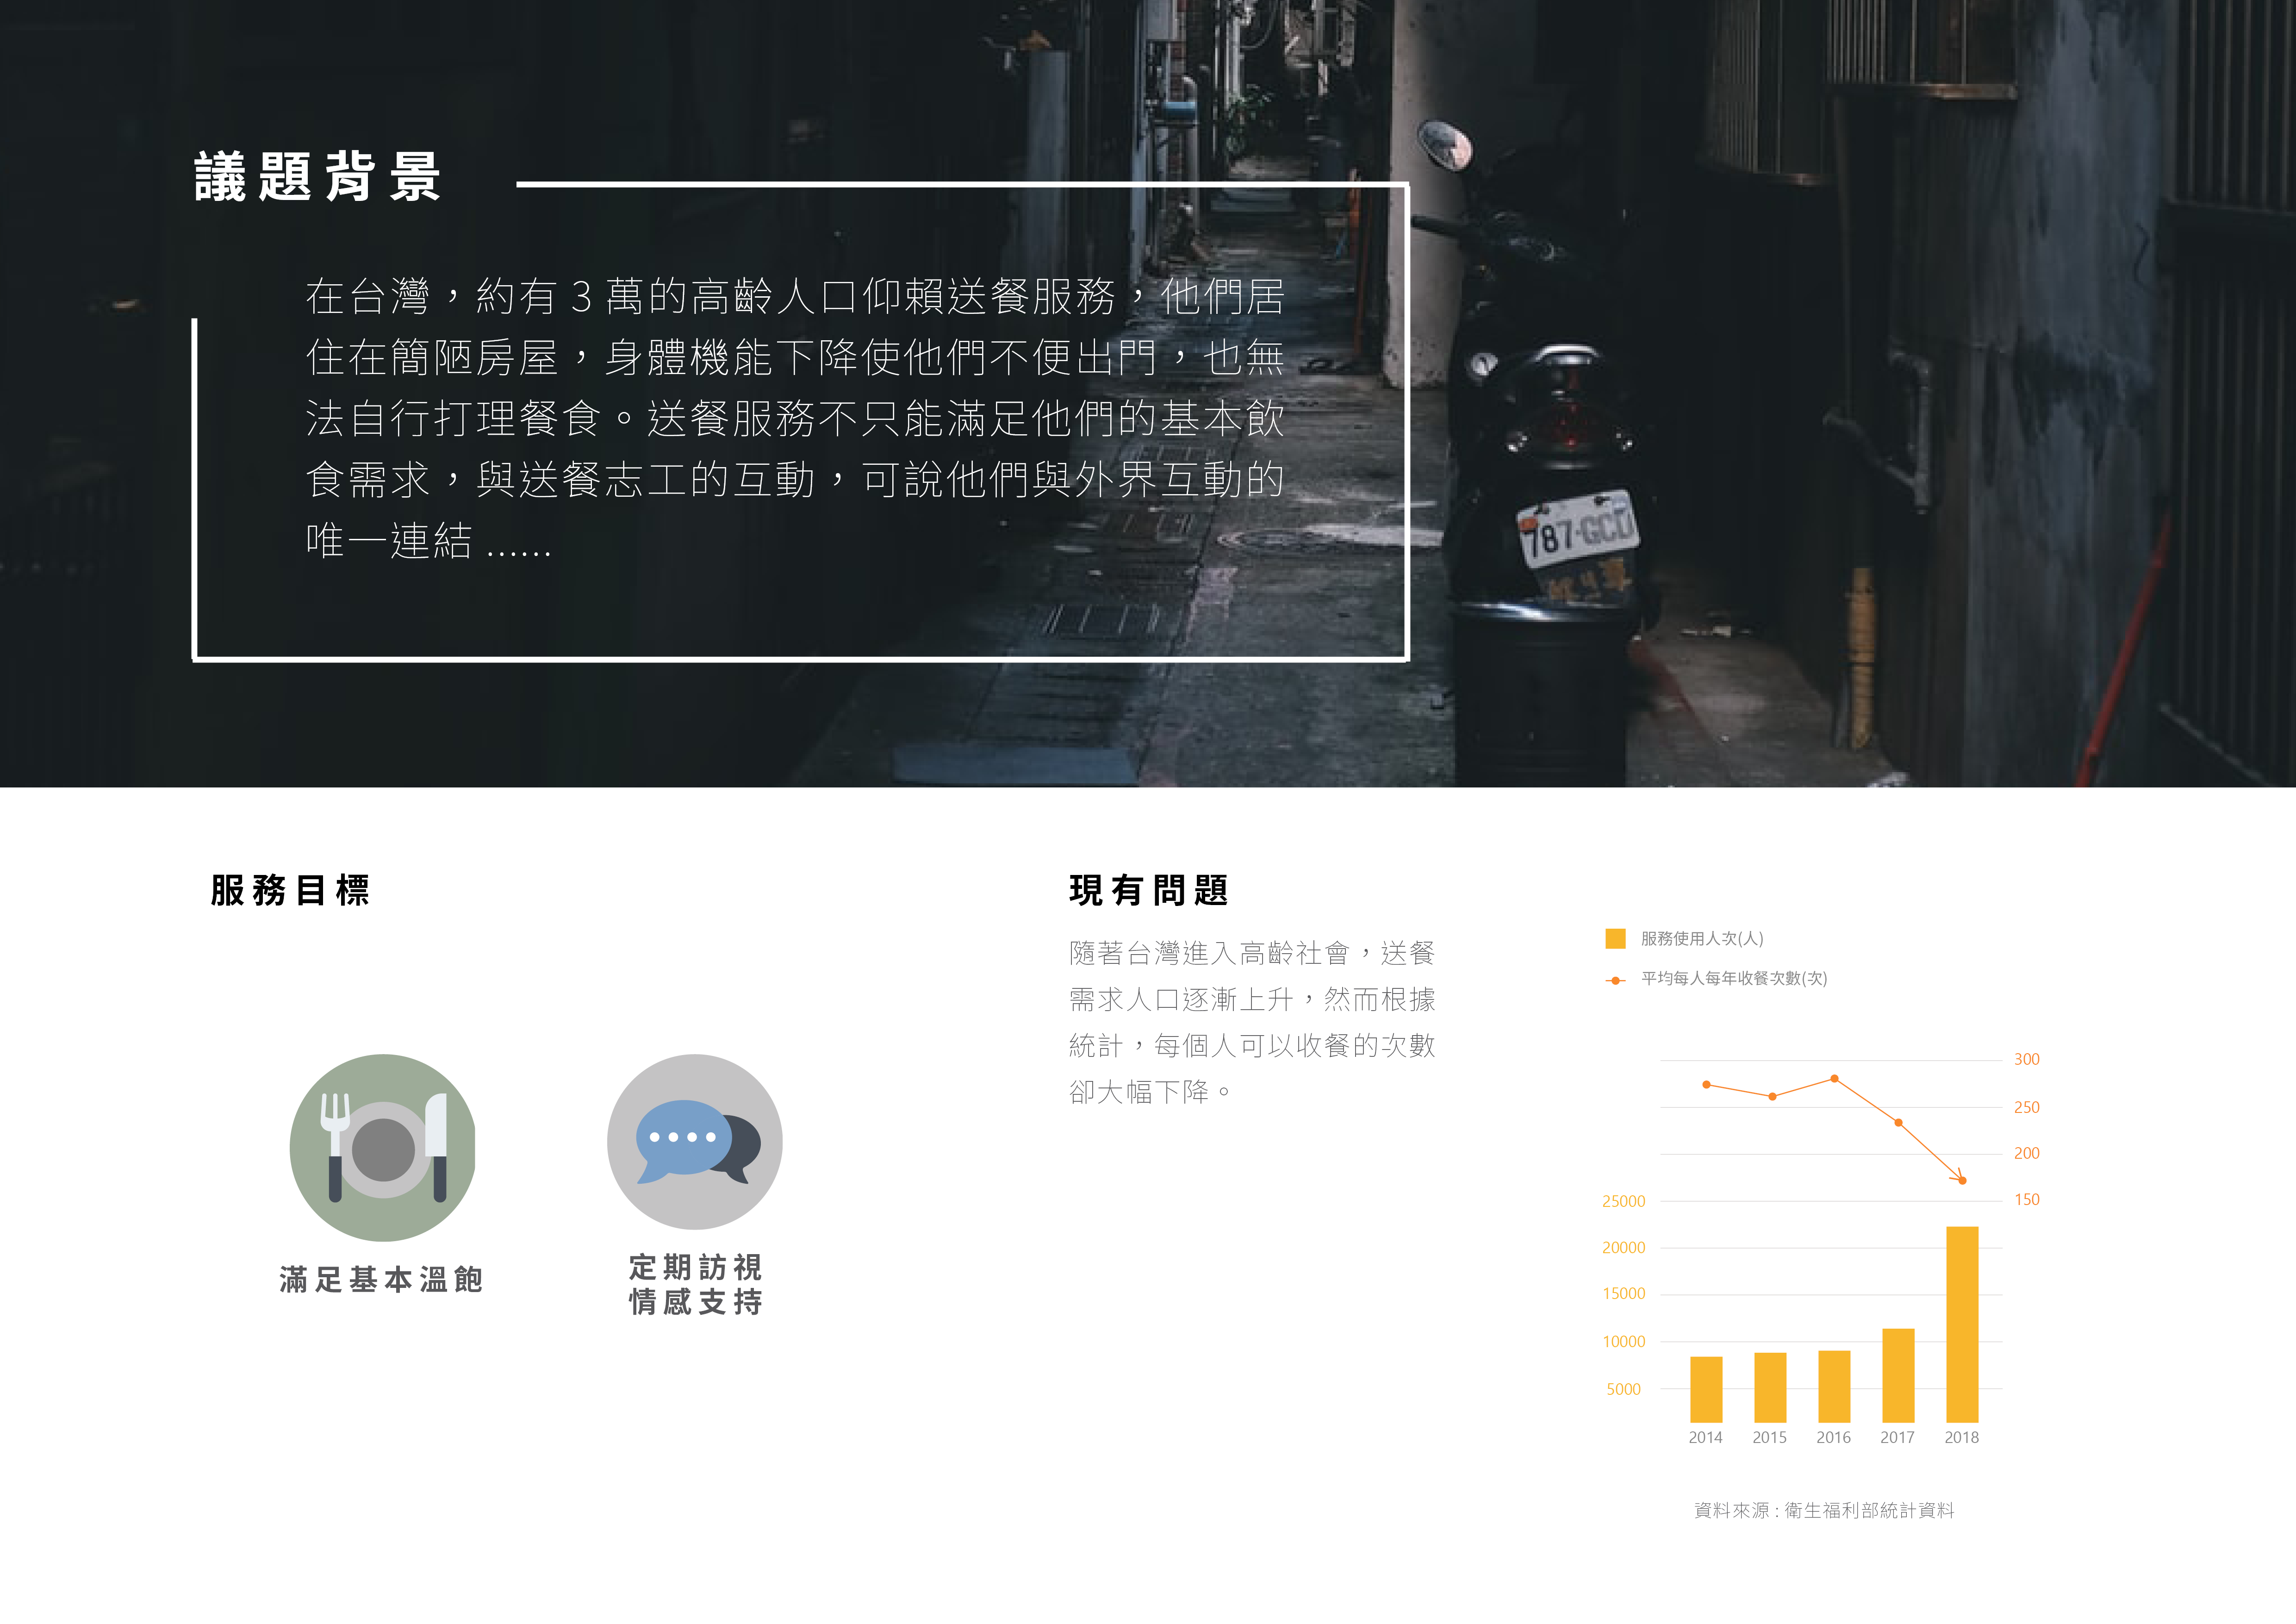 議題背景
在台灣，約有 3 萬的高齡人口仰賴送餐服務，他們居
住在簡陋房屋，身體機能下降使他們不便出門，也無
法自行打理餐食。送餐服務不只能滿足他們的基本飲
食需求，與送餐志工的互動，可說他們與外界互動的
唯一連結 ......
787-GCD
服務目標
滿足基本溫飽
定期訪視
情感支持
現有問題
隨著台灣進入高齡社會，送餐
需求人口逐漸上升，然而根據
統計，每個人可以收餐的次數
卻大幅下降。
服務使用人次(人)
平均每人每年收餐次數(次)
300
250
200
25000
150
20000
15000
10000
5000
2014 2015 2016 2017 2018
資料來源 : 衛生福利部統計資料